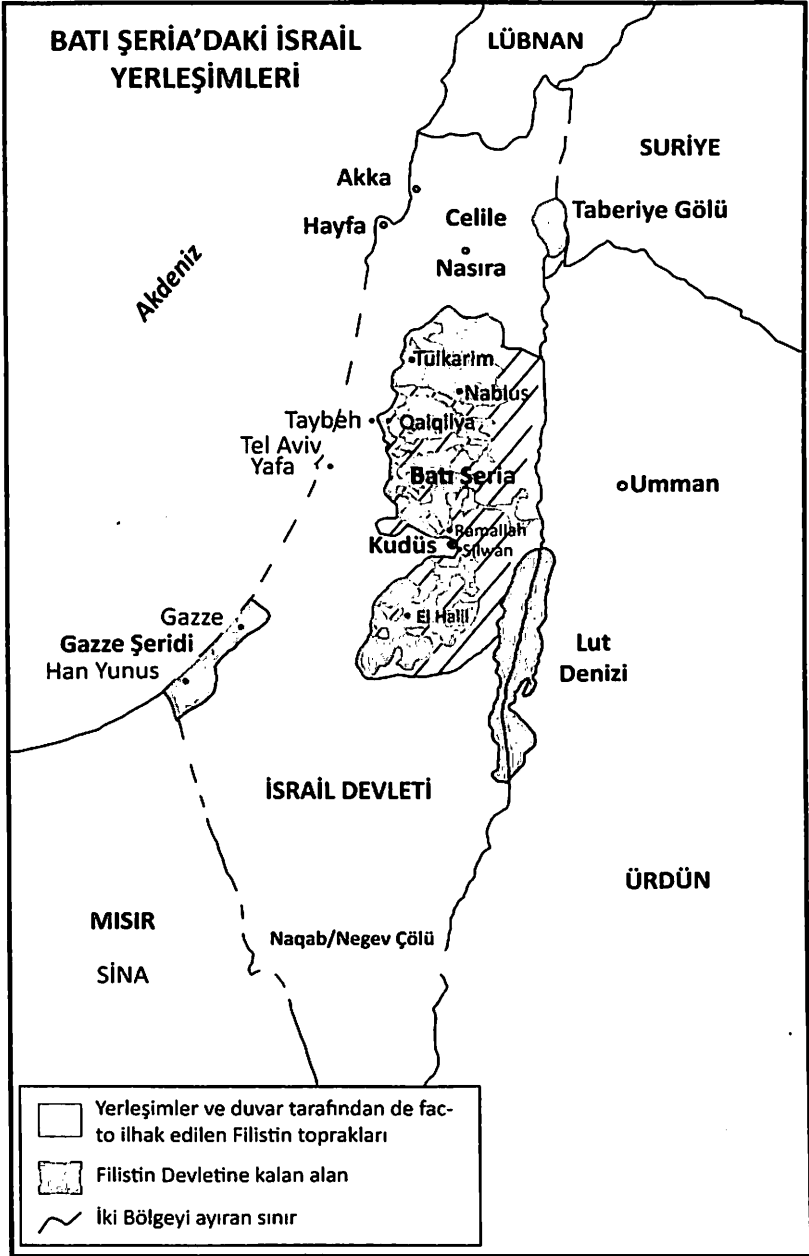 BATI ŞERIA’DAKİ İSRAİL
YERLEŞİMLERİ
LÜBNAN
SURİYE
Akka
Taberiye Gölü
Celile
Hayfa
Nasıra
Akdeniz
Tulkarim
Nablus
Taybeh
Qalqilya
Tel Aviv
Yafa
Batı Şeria
Umman
Ramallah
Kudüs
Silwan
Gazze
El Halil
Gazze Şeridi
Lut
Denizi
Han Yunus
İSRAİL DEVLETİ
ÜRDÜN
MISIR
Naqab/Negev Çölü
SİNA
Yerleşimler ve duvar tarafından de fac-
to ilhak edilen Filistin toprakları
Filistin Devletine kalan alan
İki Bölgeyi ayıran sınır